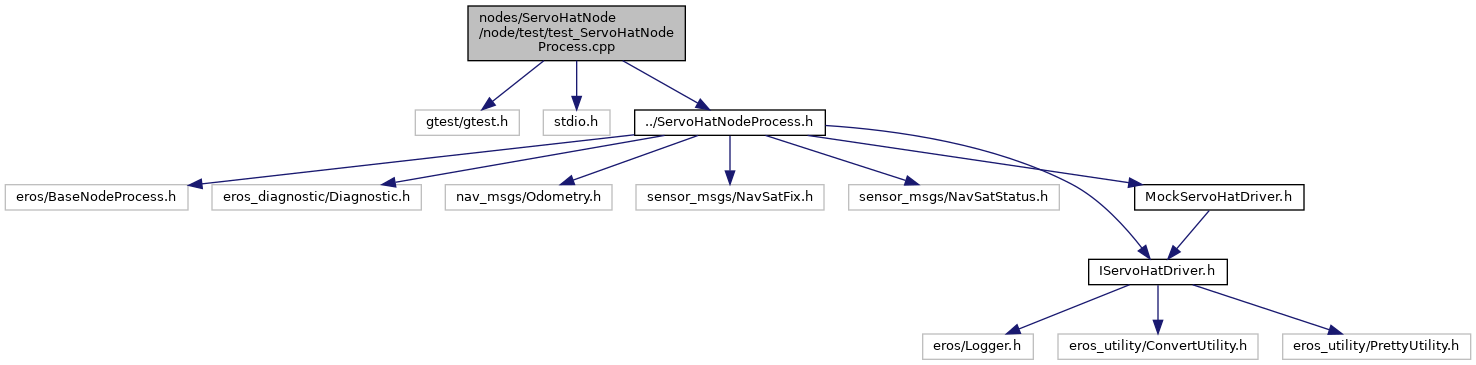 nodes/ServoHatNode
/node/test/test_ServoHatNode
Process.cpp
gtest/gtest.h
stdio.h
../ServoHatNodeProcess.h
eros/BaseNodeProcess.h
eros_diagnostic/Diagnostic.h
nav_msgs/Odometry.h
sensor_msgs/NavSatFix.h
sensor_msgs/NavSatStatus.h
MockServoHatDriver.h
IServoHatDriver.h
eros/Logger.h
eros_utility/ConvertUtility.h
eros_utility/PrettyUtility.h